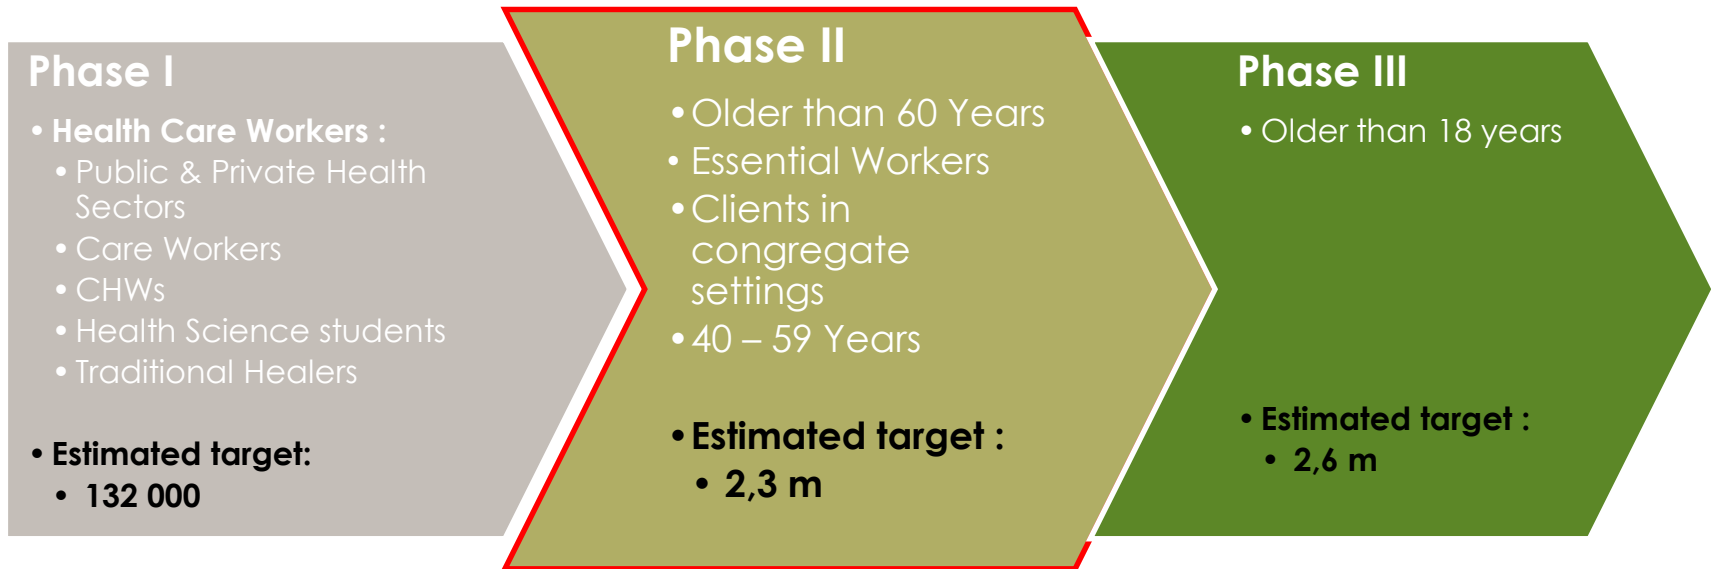 Phase I
• Health Care Workers :
• Public & Private Health
Sectors
• Care Workers
• CHWs
• Health Science students
• Traditional Healers
• Estimated target:
• 132 000
Phase II
• Older than 60 Years
• Essential Workers
• Clients in
congregate
settings
• 40 – 59 Years
• Estimated target :
• 2,3 m
Phase III
• Older than 18 years
• Estimated target :
• 2,6 m